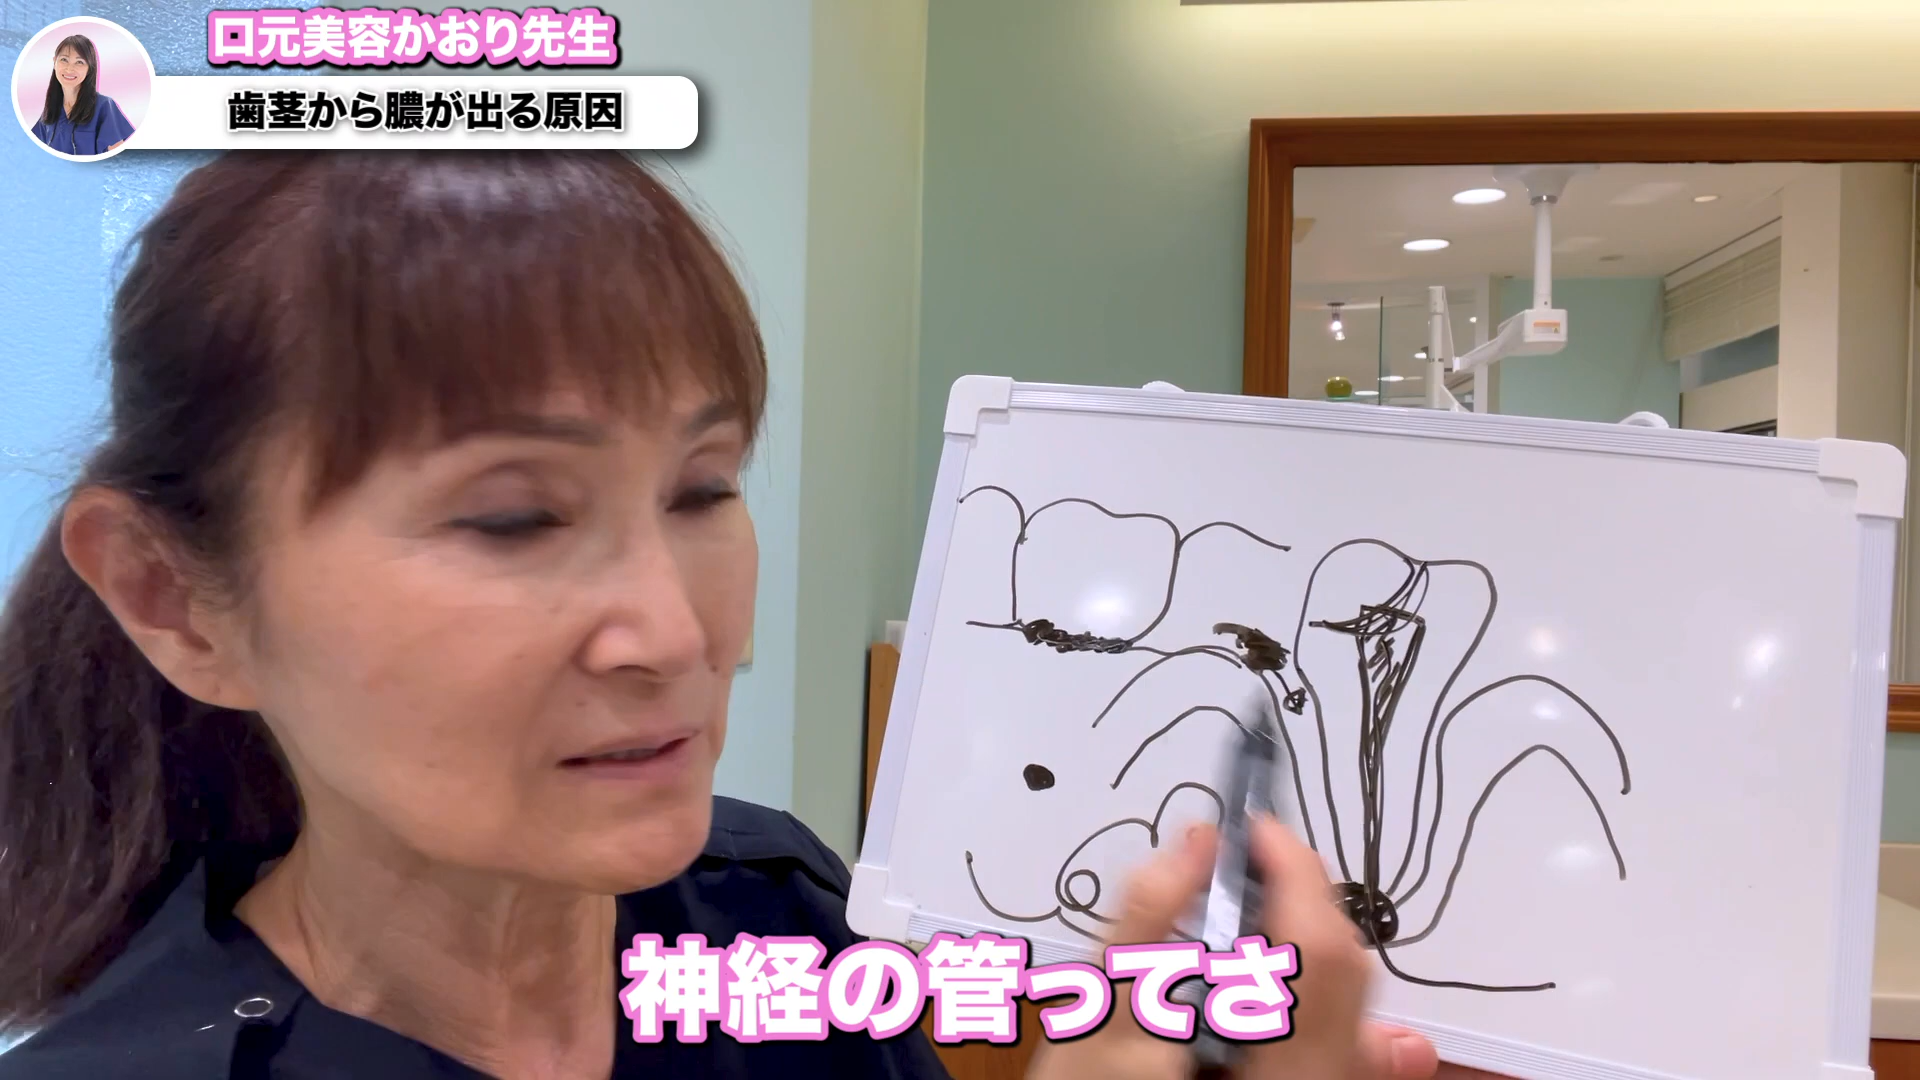 口元美容かおり先生
歯茎から膿が出る原因
神経の管ってさ